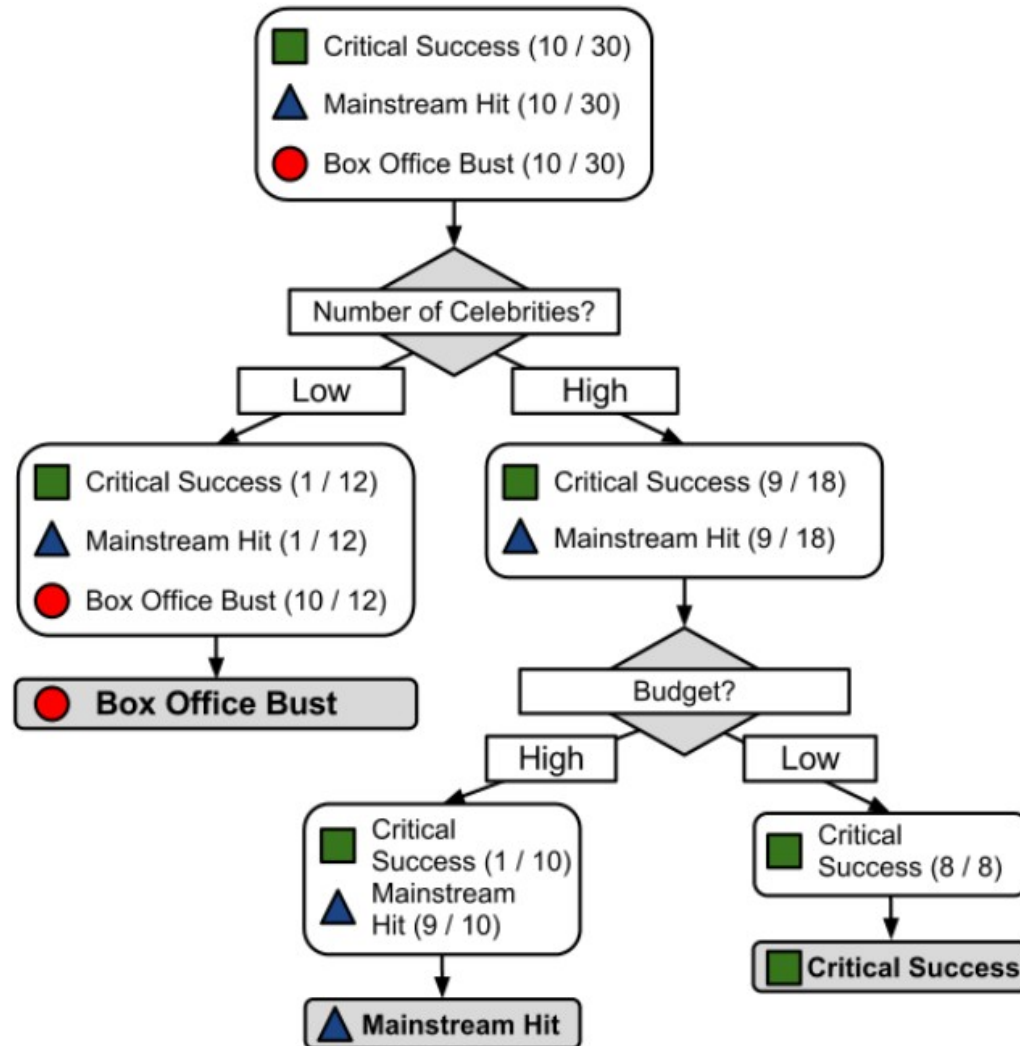 Critical Success (10 / 30)
Mainstream Hit (10 / 30)
Box Office Bust (10 / 30)
Number of Celebrities?
Low
High
Critical Success (1 / 12)
Mainstream Hit (1 / 12)
Box Office Bust (10 / 12)
Critical Success (9 / 18)
Mainstream Hit (9 / 18)
Box Office Bust
Budget?
High
Low
Critical
Success (1 / 10)
Mainstream
Hit (9 / 10)
Critical
Success (8 / 8)
Mainstream Hit
Critical Success